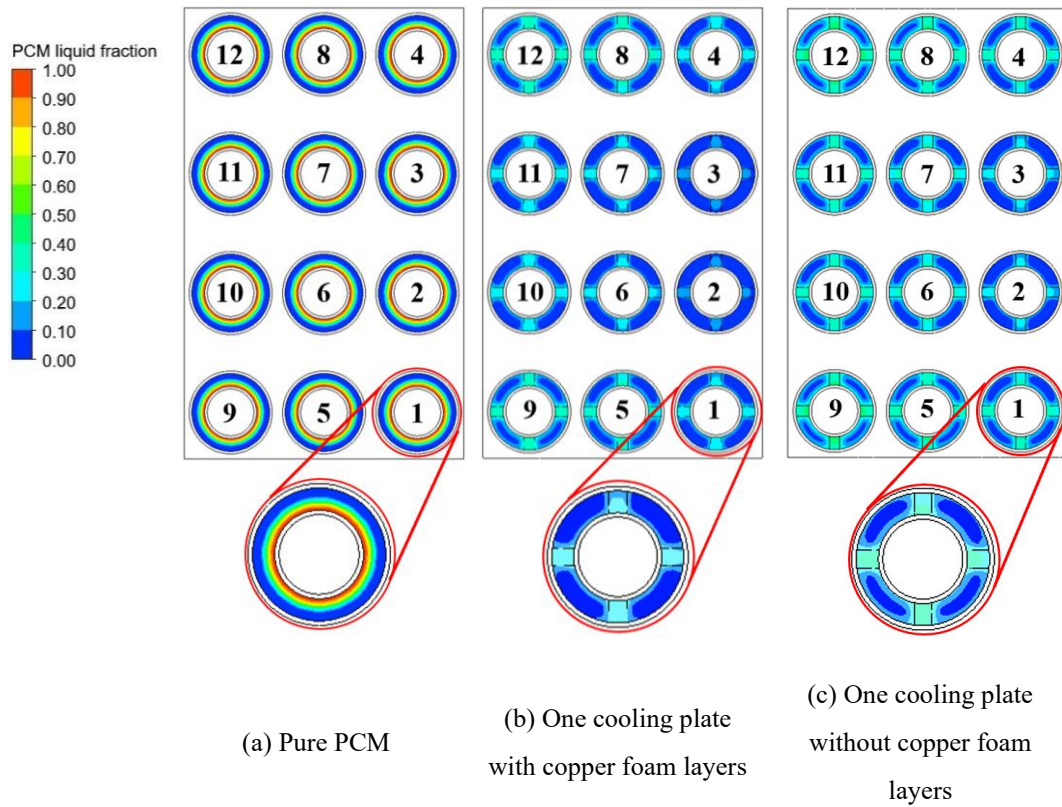 PCM liquid fraction
1.00
0.90
0.80
0.70
0.60
0.50
0.40
0.30
0.20
0.10
0.00
12 8 4
11 7 3
10 6 2
9 5 1
(a) Pure PCM
12 8 4
11 7 3
10 6 2
9 5 1
(b) One cooling plate
with copper foam layers
12 8 4
11 7 3
10 6 2
9 5 1
(c) One cooling plate
without copper foam
layers